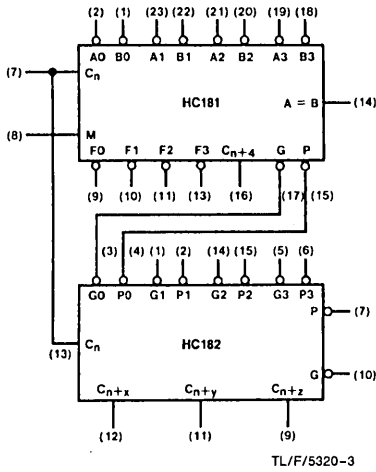 (2) (1) (23) (22) (21) (20) (19) (18)
A0 B0 A1 B1 A2 B2 A3 B3
(7) Cn
HC181 A = B (14)
(8) M
F0 F1 F2 F3 Cn+4 G P
(9) (10) (11) (13) (16) (17) (15)
(3) (4) (1) (2) (14) (15) (5) (6)
G0 P0 G1 P1 G2 P2 G3 P3
P (7)
(13) Cn HC182
G (10)
Cn+x Cn+y Cn+z
(12) (11) (9)
TL/F/5320-3